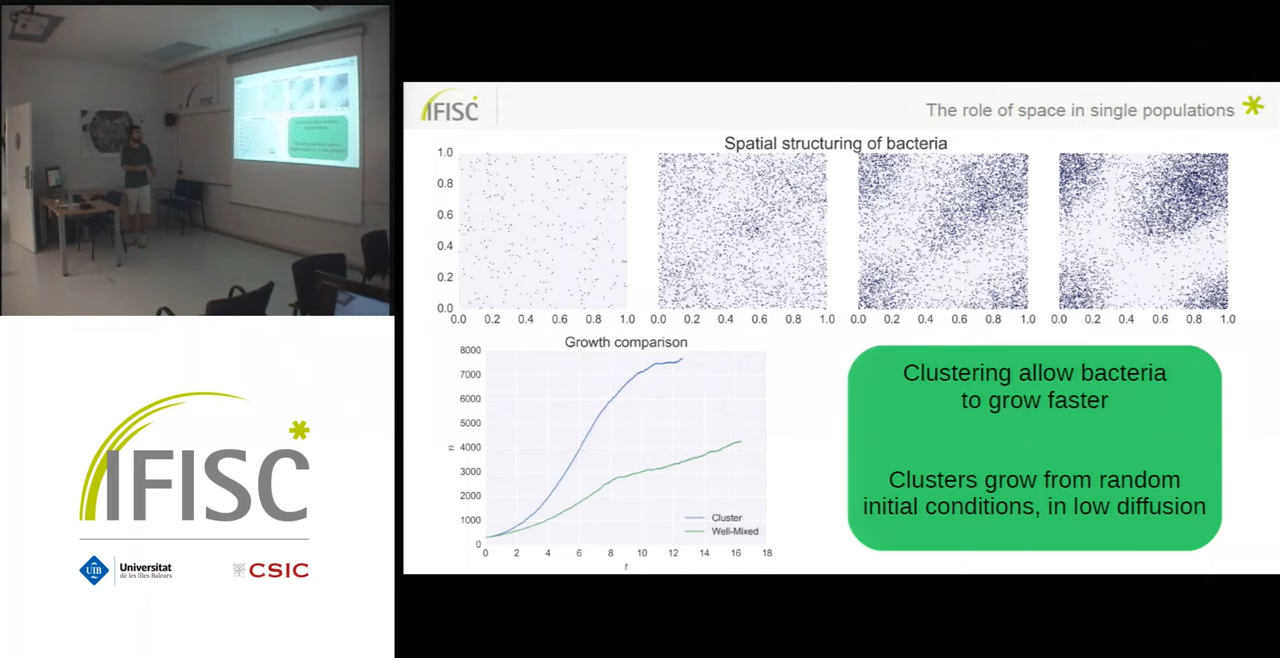 IFISC
The role of space in single populations
Spatial structuring of bacteria
1.0
0.8
0.6
0.4
0.2
0.0
0.0 0.2 0.4 0.6 0.8 1.0
0.0 0.2 0.4 0.6 0.8 1.0
0.0 0.2 0.4 0.6 0.8 1.0
0.0 0.2 0.4 0.6 0.8 1.0
Growth comparison
8000
7000
6000
5000
4000
3000
2000
1000
0
n
0 2 4 6 8 10 12 14 16 18
t
Cluster
Well-Mixed
Clustering allow bacteria
to grow faster
Clusters grow from random
initial conditions, in low diffusion
IFISC
UIB
Universitat
de les Illes Balears
CSIC